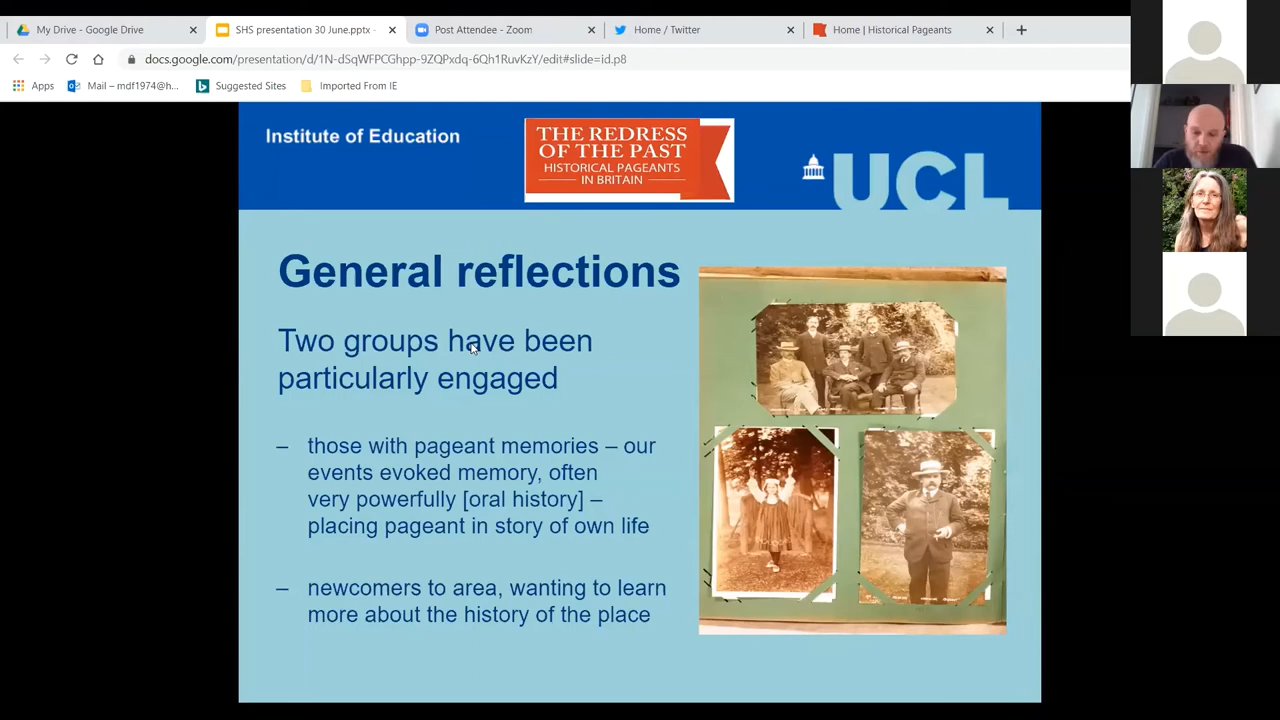 My Drive - Google Drive
SHS presentation 30 June.pptx -
Post Attendee - Zoom
Home / Twitter
Home | Historical Pageants
docs.google.com/presentation/d/1N-dSqWFPCGhpp-9ZQPxdq-6Qh1RuvKzY/edit#slide=id.p8
Apps
Mail – mdf1974@h...
Suggested Sites
Imported From IE
Institute of Education
THE REDRESS
OF THE PAST
HISTORICAL PAGEANTS
IN BRITAIN
UCL
General reflections
Two groups have been
particularly engaged
– those with pageant memories – our
events evoked memory, often
very powerfully [oral history] –
placing pageant in story of own life
– newcomers to area, wanting to learn
more about the history of the place